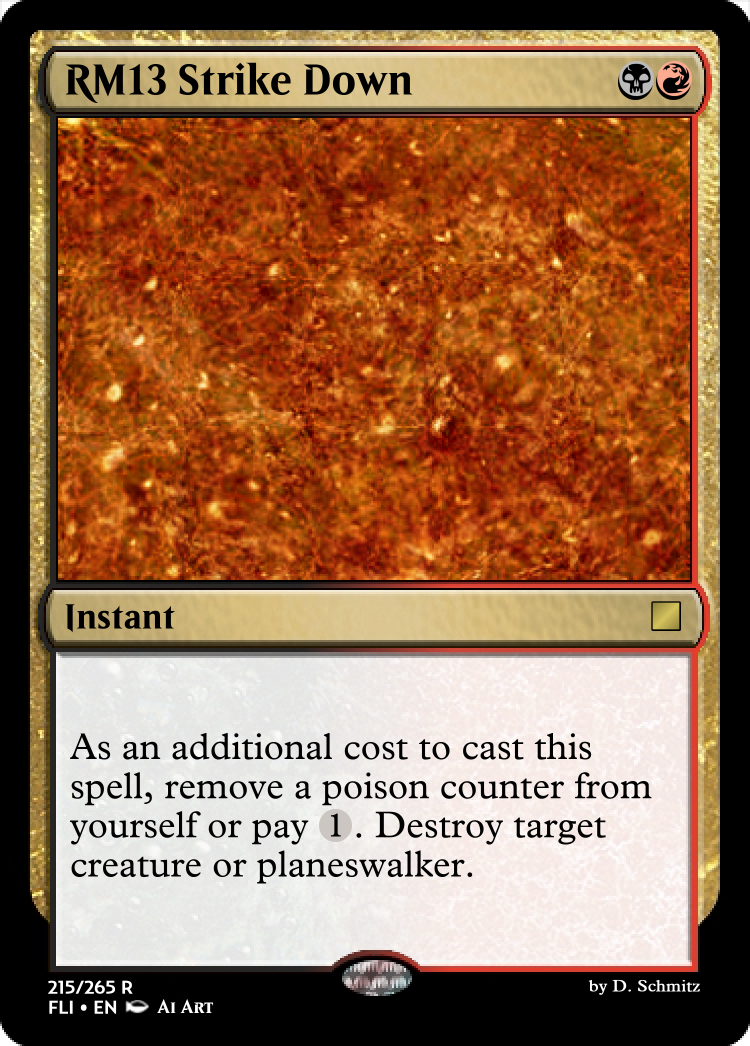 RM13 Strike Down
Instant
As an additional cost to cast this
spell, remove a poison counter from
yourself or pay 1. Destroy target
creature or planeswalker.
215/265 R
by D. Schmitz
FLI • EN AI ART